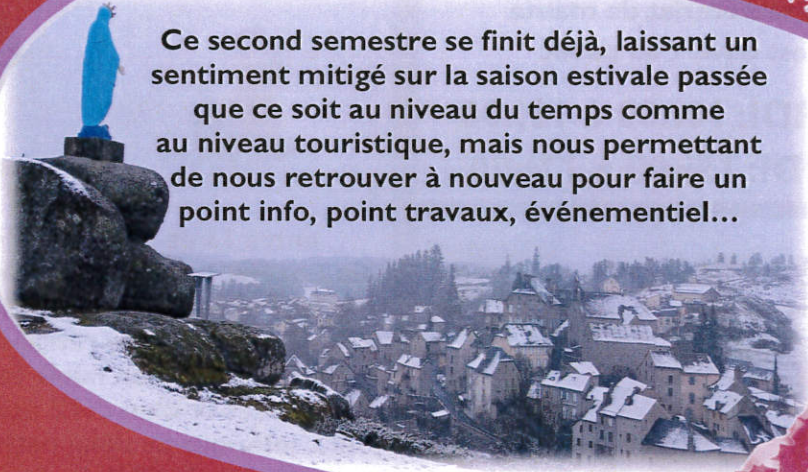 Ce second semestre se finit déjà, laissant un
sentiment mitigé sur la saison estivale passée
que ce soit au niveau du temps comme
au niveau touristique, mais nous permettant
de nous retrouver à nouveau pour faire un
point info, point travaux, événementiel…